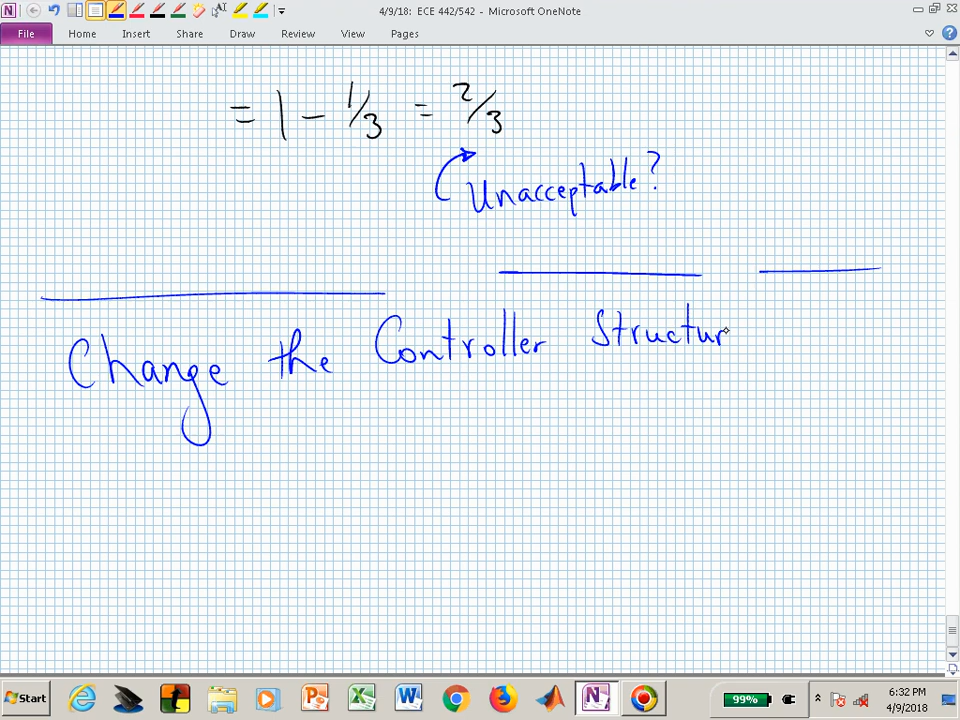 4/9/18: ECE 442/542 - Microsoft OneNote
File Home Insert Share Draw Review View Pages
= 1 - 1/3 = 2/3
Unacceptable?
Change the Controller Structur
Start
99%
6:32 PM
4/9/2018